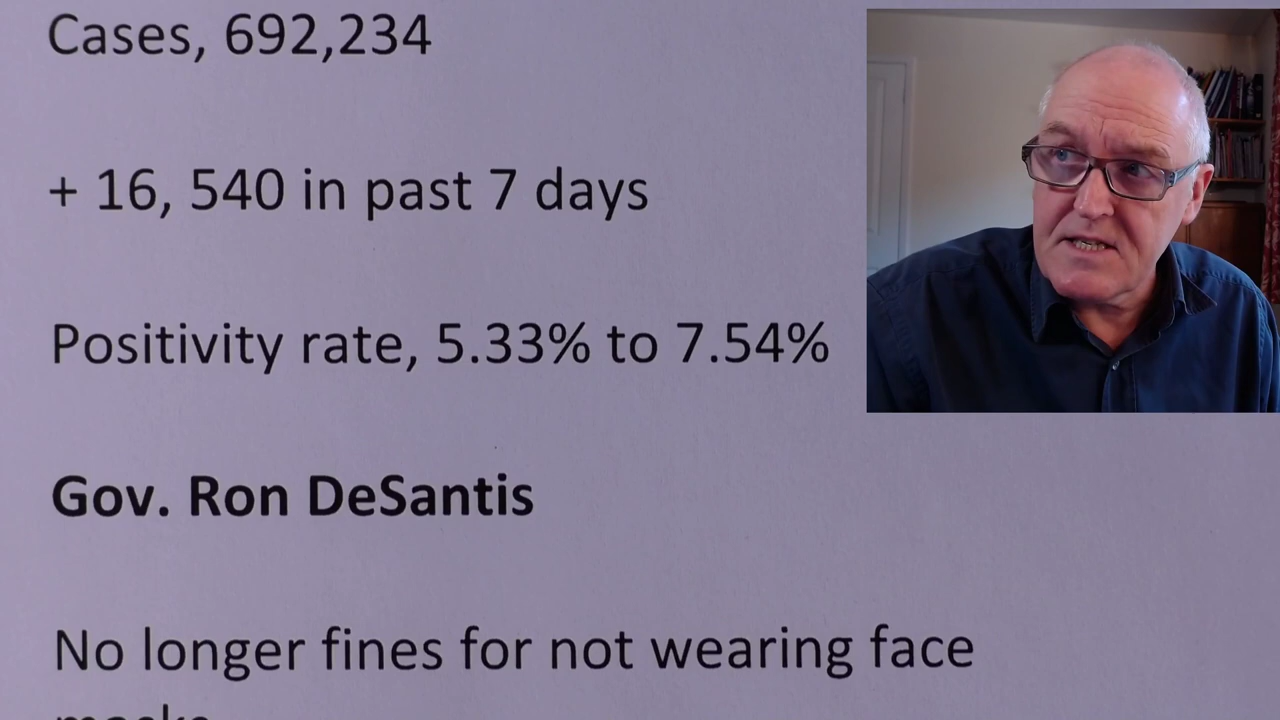 Cases, 692,234
+ 16, 540 in past 7 days
Positivity rate, 5.33% to 7.54%
Gov. Ron DeSantis
No longer fines for not wearing face
masks